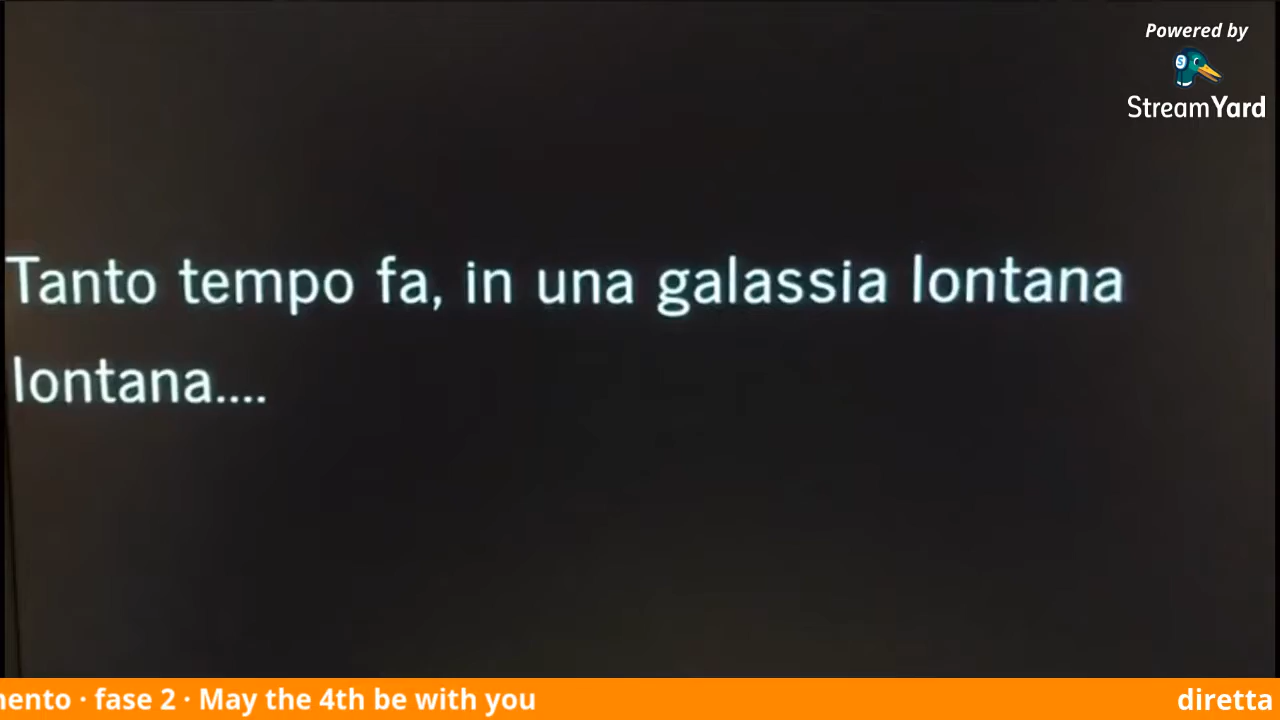 Powered by
StreamYard
Tanto tempo fa, in una galassia lontana
lontana....
mento · fase 2 · May the 4th be with you
diretta